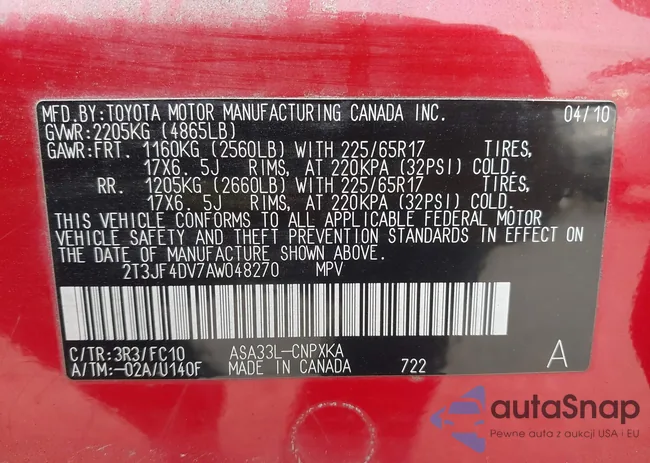 MFD.BY:TOYOTA MOTOR MANUFACTURING CANADA INC. 04/10
GVWR:2205KG (4865LB)
GAWR:FRT. 1160KG (2560LB) WITH 225/65R17 TIRES,
17X6.5J RIMS, AT 220KPA (32PSI) COLD.
RR. 1205KG (2660LB) WITH 225/65R17 TIRES,
17X6.5J RIMS, AT 220KPA (32PSI) COLD.
THIS VEHICLE CONFORMS TO ALL APPLICABLE FEDERAL MOTOR
VEHICLE SAFETY AND THEFT PREVENTION STANDARDS IN EFFECT ON
THE DATE OF MANUFACTURE SHOWN ABOVE.
2T3JF4DV7AW048270 MPV
C/TR:3R3/FC10 ASA33L-CNPXKA
A/TM:-02A/U140F MADE IN CANADA 722 A
autaSnap
Pewne auta z aukcji USA i EU